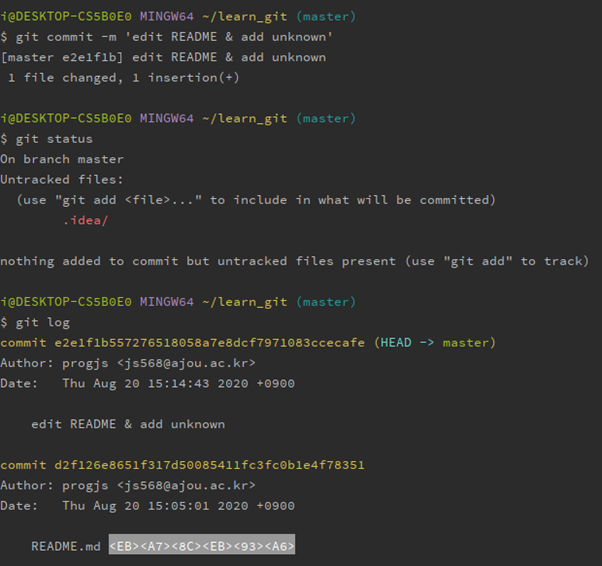 i@DESKTOP-CS5B0E0 MINGW64 ~/learn_git (master)
$ git commit -m 'edit README & add unknown'
[master e2e1f1b] edit README & add unknown
 1 file changed, 1 insertion(+)
i@DESKTOP-CS5B0E0 MINGW64 ~/learn_git (master)
$ git status
On branch master
Untracked files:
  (use "git add <file>..." to include in what will be committed)
        .idea/
nothing added to commit but untracked files present (use "git add" to track)
i@DESKTOP-CS5B0E0 MINGW64 ~/learn_git (master)
$ git log
commit e2e1f1b557276518058a7e8dcf7971083ccecafe (HEAD -> master)
Author: progjs <js568@ajou.ac.kr>
Date:   Thu Aug 20 15:14:43 2020 +0900
    edit README & add unknown
commit d2f126e8651f317d50085411fc3fc0b1e4f78351
Author: progjs <js568@ajou.ac.kr>
Date:   Thu Aug 20 15:05:01 2020 +0900
    README.md <EB><A7><8C><EB><93><A6>